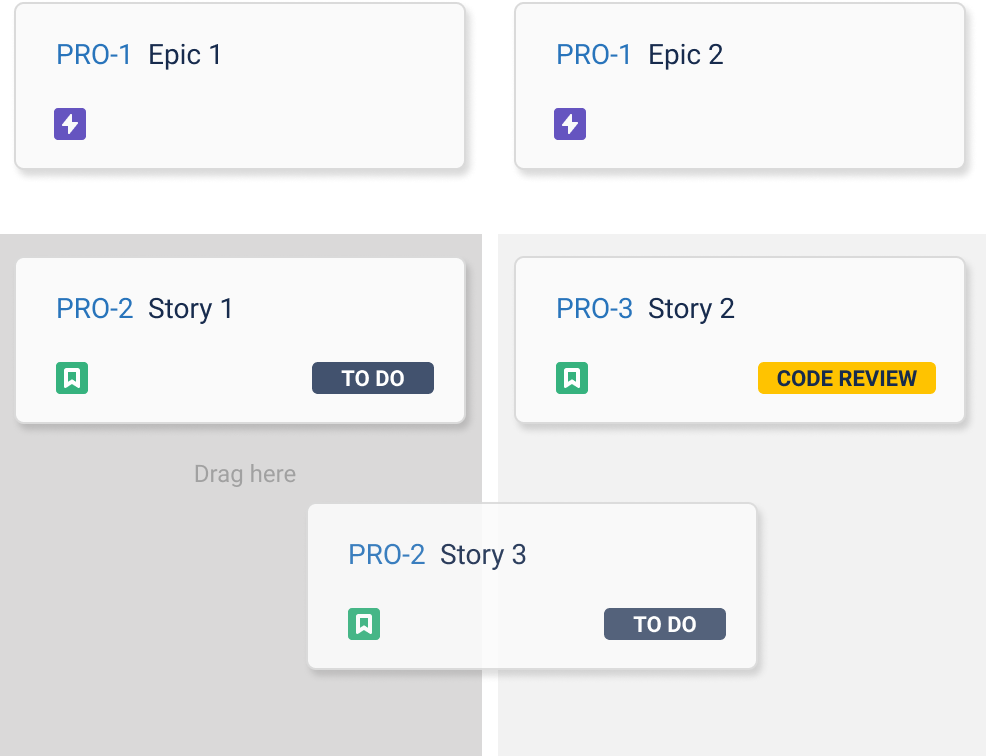 PRO-1 Epic 1
PRO-1 Epic 2
PRO-2 Story 1
TO DO
PRO-3 Story 2
CODE REVIEW
Drag here
PRO-2 Story 3
TO DO